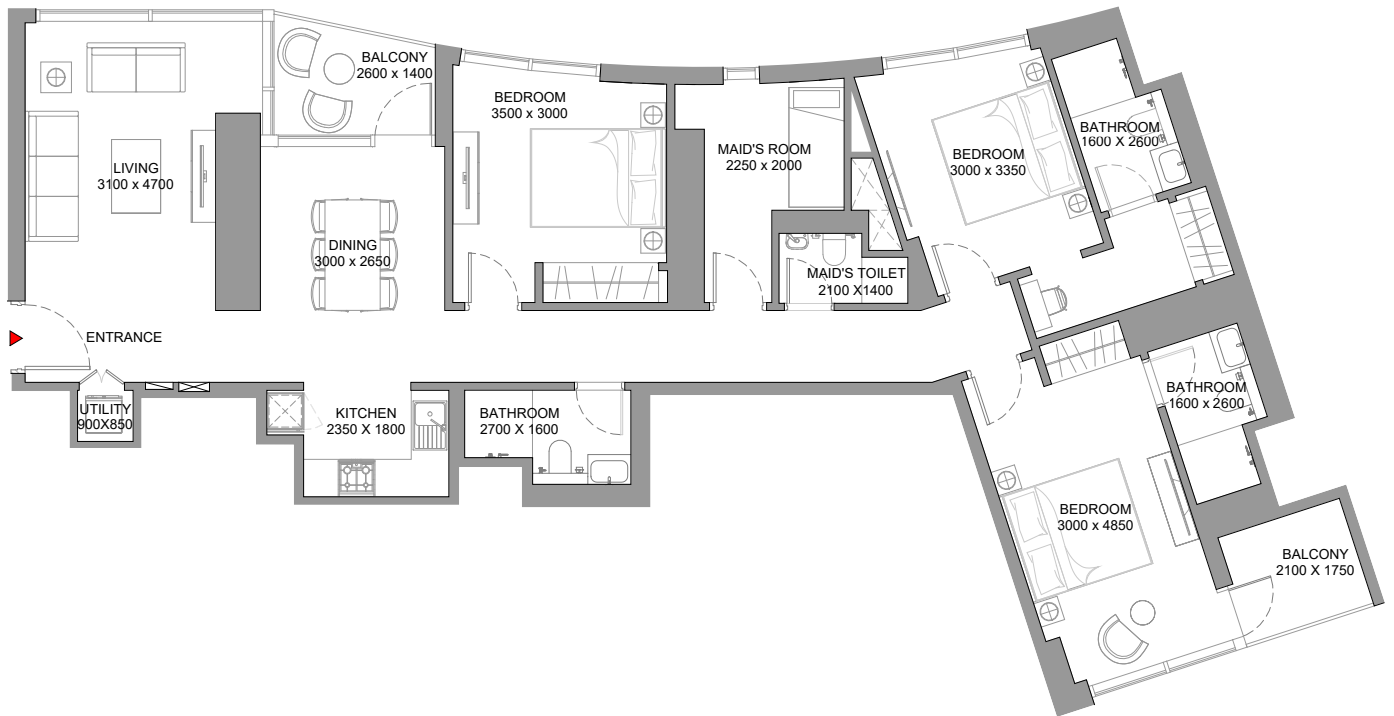 BALCONY
2600 x 1400
BEDROOM
3500 x 3000
MAID'S ROOM
2250 x 2000
BEDROOM
3000 x 3350
BATHROOM
1600 X 2600
LIVING
3100 x 4700
DINING
3000 x 2650
MAID'S TOILET
2100 X1400
ENTRANCE
UTILITY
900X850
KITCHEN
2350 X 1800
BATHROOM
2700 X 1600
BATHROOM
1600 x 2600
BEDROOM
3000 x 4850
BALCONY
2100 X 1750